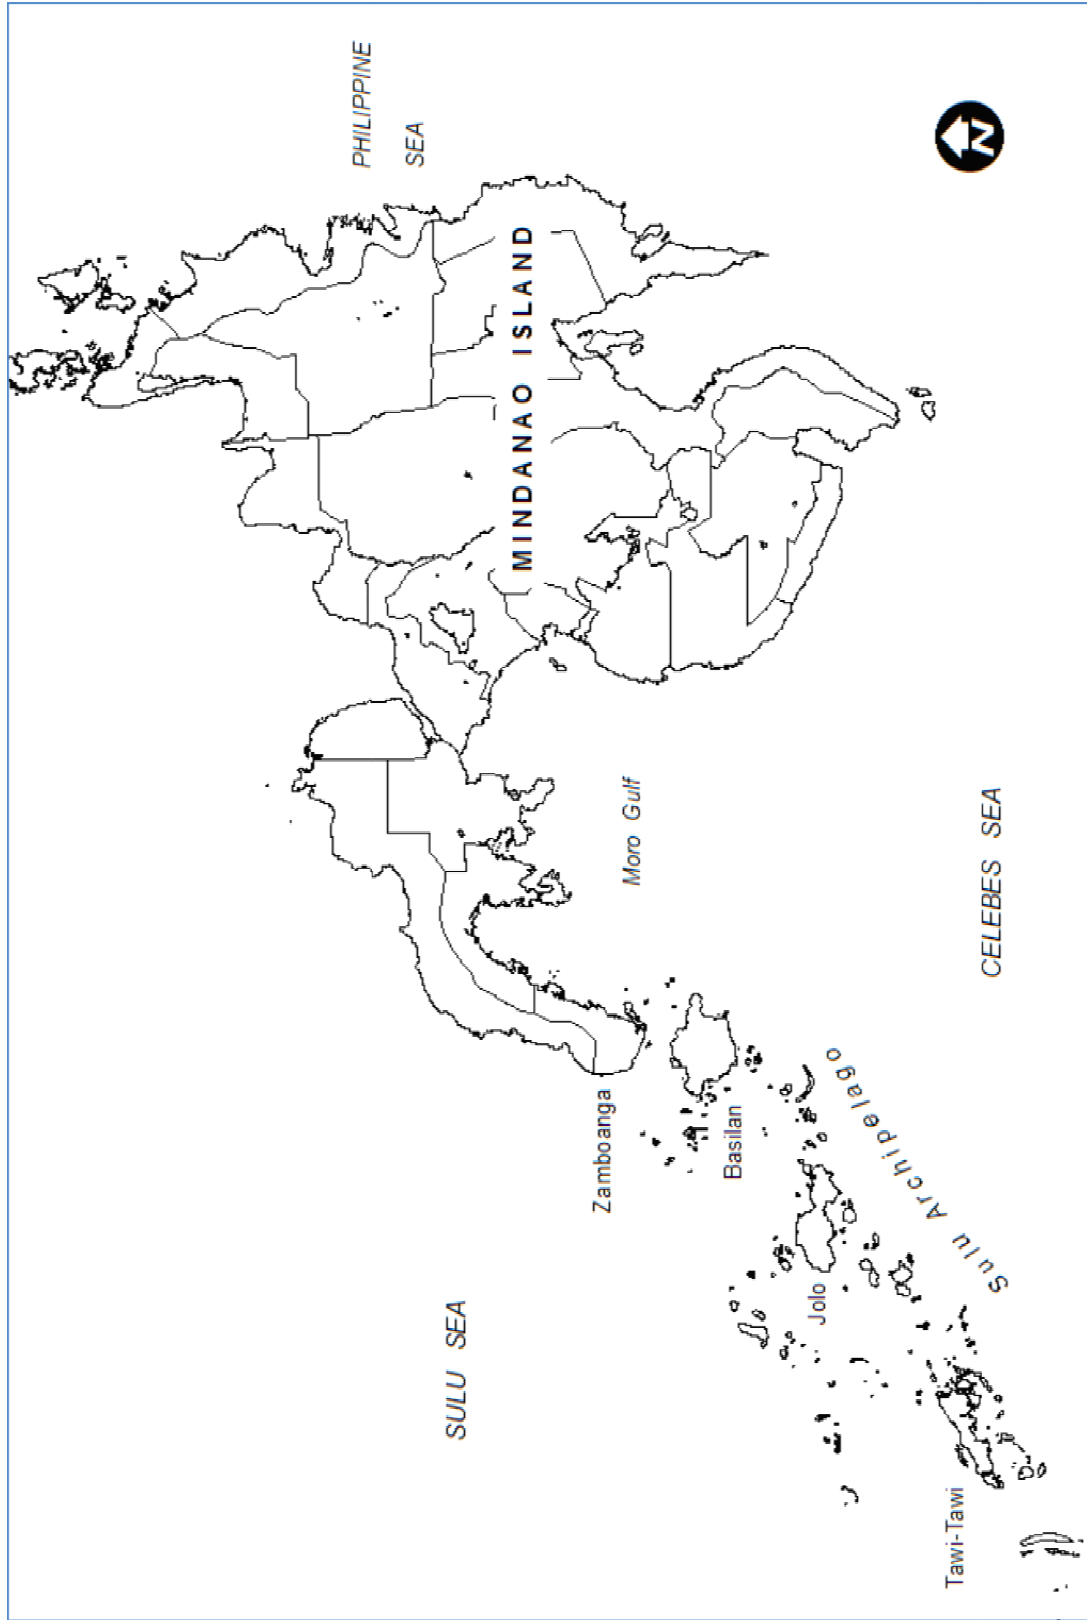 PHILIPPINE
SEA
N
MINDANAO ISLAND
Moro Gulf
CELEBES SEA
Zamboanga
Basilan
Sulu Archipelago
Jolo
SULU SEA
Tawi-Tawi